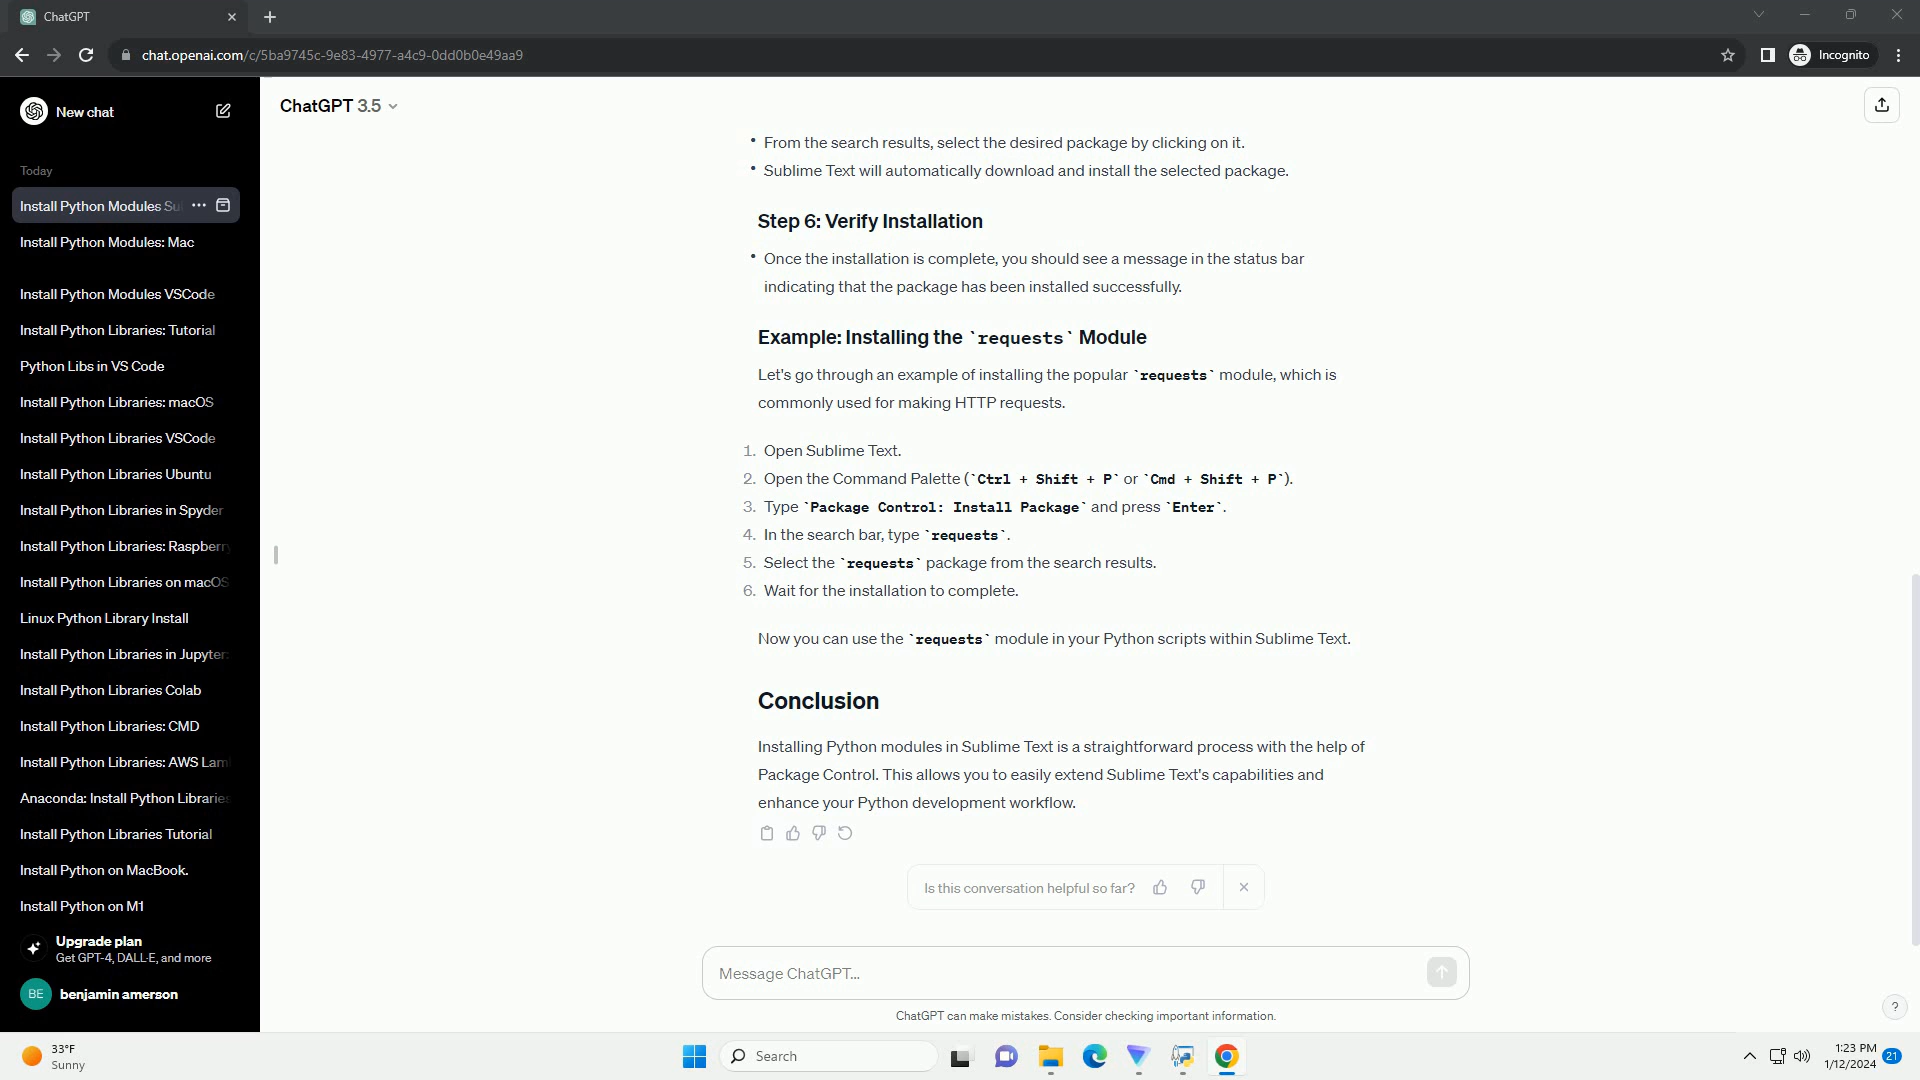 ChatGPT
chat.openai.com/c/5ba9745c-9e83-4977-a4c9-0dd0b0e49aa9
Incognito
New chat
Today
Install Python Modules Su
Install Python Modules: Mac
Install Python Modules VSCode
Install Python Libraries: Tutorial
Python Libs in VS Code
Install Python Libraries: macOS
Install Python Libraries VSCode
Install Python Libraries Ubuntu
Install Python Libraries in Spyder
Install Python Libraries: Raspberry
Install Python Libraries on macOS
Linux Python Library Install
Install Python Libraries in Jupyter:
Install Python Libraries Colab
Install Python Libraries: CMD
Install Python Libraries: AWS Lam
Anaconda: Install Python Libraries
Install Python Libraries Tutorial
Install Python on MacBook.
Install Python on M1
Upgrade plan
Get GPT-4, DALL·E, and more
BE benjamin amerson
ChatGPT 3.5
• From the search results, select the desired package by clicking on it.
• Sublime Text will automatically download and install the selected package.
Step 6: Verify Installation
• Once the installation is complete, you should see a message in the status bar
indicating that the package has been installed successfully.
Example: Installing the `requests` Module
Let's go through an example of installing the popular `requests` module, which is
commonly used for making HTTP requests.
1. Open Sublime Text.
2. Open the Command Palette (`Ctrl + Shift + P` or `Cmd + Shift + P`).
3. Type `Package Control: Install Package` and press `Enter`.
4. In the search bar, type `requests`.
5. Select the `requests` package from the search results.
6. Wait for the installation to complete.
Now you can use the `requests` module in your Python scripts within Sublime Text.
Conclusion
Installing Python modules in Sublime Text is a straightforward process with the help of
Package Control. This allows you to easily extend Sublime Text's capabilities and
enhance your Python development workflow.
Is this conversation helpful so far?
Message ChatGPT...
ChatGPT can make mistakes. Consider checking important information.
?
33°F
Sunny
Search
1:23 PM
1/12/2024
21